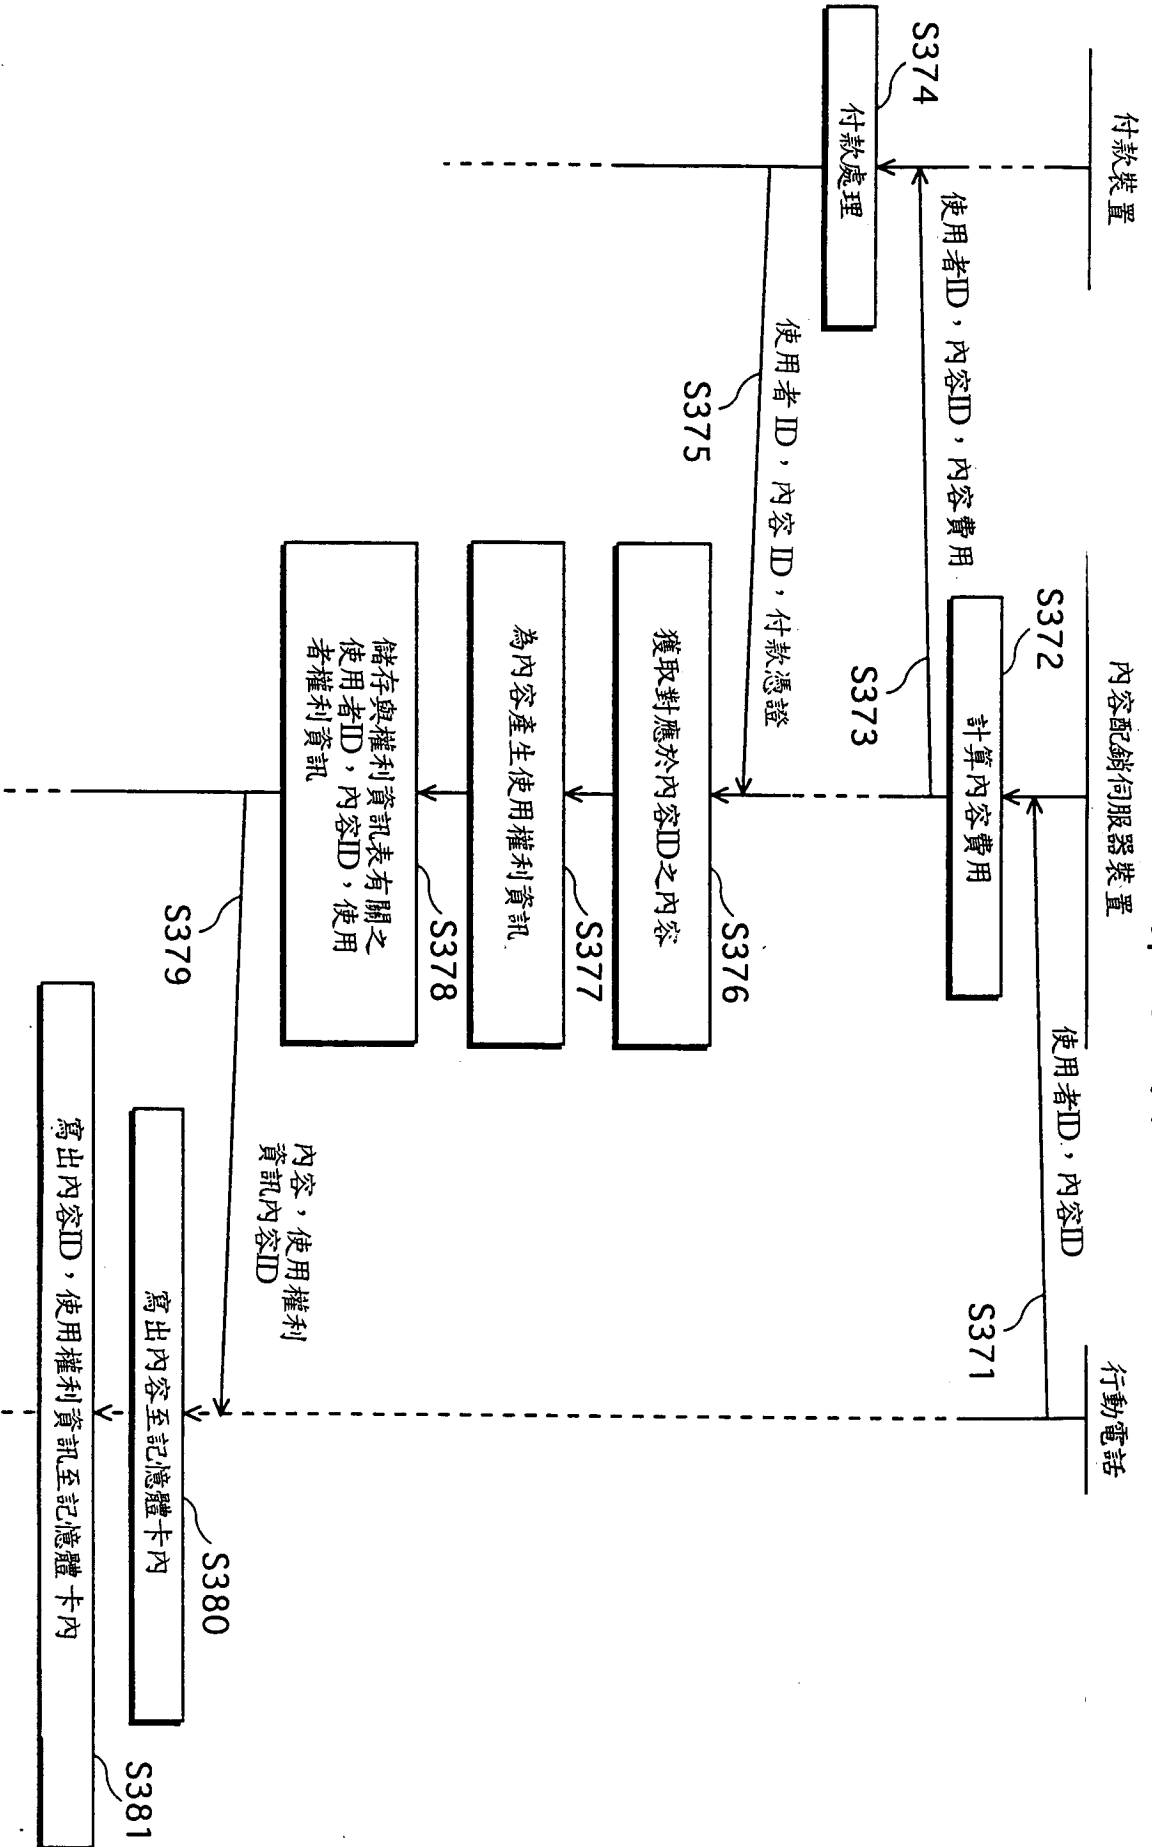 付款裝置
內容配銷伺服器裝置
行動電話
使用者ID，內容ID
S371
S372
計算內容費用
S373
使用者ID，內容ID，內容費用
S374
付款處理
使用者ID，內容ID，付款憑證
S375
獲取對應於內容ID之內容
S376
為內容產生使用權利資訊
S377
儲存與權利資訊表有關之
使用者ID，內容ID，使用
者權利資訊
S378
S379
內容，使用權利
資訊內容ID
寫出內容至記憶體卡內
S380
寫出內容ID，使用權利資訊至記憶體卡內
S381